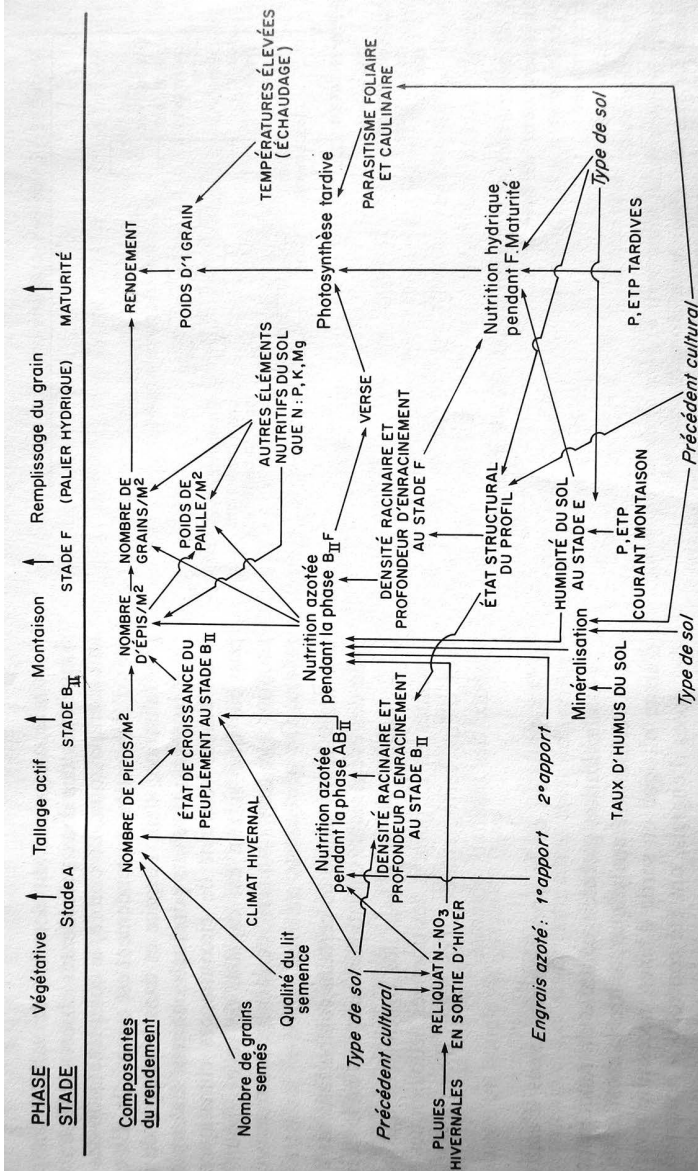 PHASE
Végétative
Tallage actif
Montaison
Remplissage du grain
STADE
Stade A
STADE BII
STADE F
(PALIER HYDRIQUE)
MATURITÉ
Composantes
du rendement
NOMBRE DE PIEDS/M²
NOMBRE
D'ÉPIS/M²
NOMBRE DE
GRAINS/M²
RENDEMENT
POIDS DE
PAILLE/M²
POIDS D'1 GRAIN
Nombre de grains
semés
Qualité du lit
semence
CLIMAT HIVERNAL
ÉTAT DE CROISSANCE DU
PEUPLEMENT AU STADE BII
AUTRES ÉLÉMENTS
NUTRITIFS DU SOL
QUE N : P, K, Mg
TEMPÉRATURES ÉLEVÉES
(ÉCHAUDAGE)
Type de sol
Précédent cultural
Nutrition azotée
pendant la phase ABII
Nutrition azotée
pendant la phase BIIF
VERSE
Photosynthèse tardive
PARASITISME FOLIAIRE
ET CAULINAIRE
DENSITÉ RACINAIRE ET
PROFONDEUR D'ENRACINEMENT
AU STADE BII
DENSITÉ RACINAIRE ET
PROFONDEUR D'ENRACINEMENT
AU STADE F
PLUIES
HIVERNALES
RELIQUAT N-NO3
EN SORTIE D'HIVER
ÉTAT STRUCTURAL
DU PROFIL
Nutrition hydrique
pendant F. Maturité
Engrais azoté: 1°apport 2°apport
Minéralisation
HUMIDITÉ DU SOL
AU STADE E
Type de sol
TAUX D'HUMUS DU SOL
P, ETP
COURANT MONTAISON
P, ETP TARDIVES
Type de sol
Précédent cultural